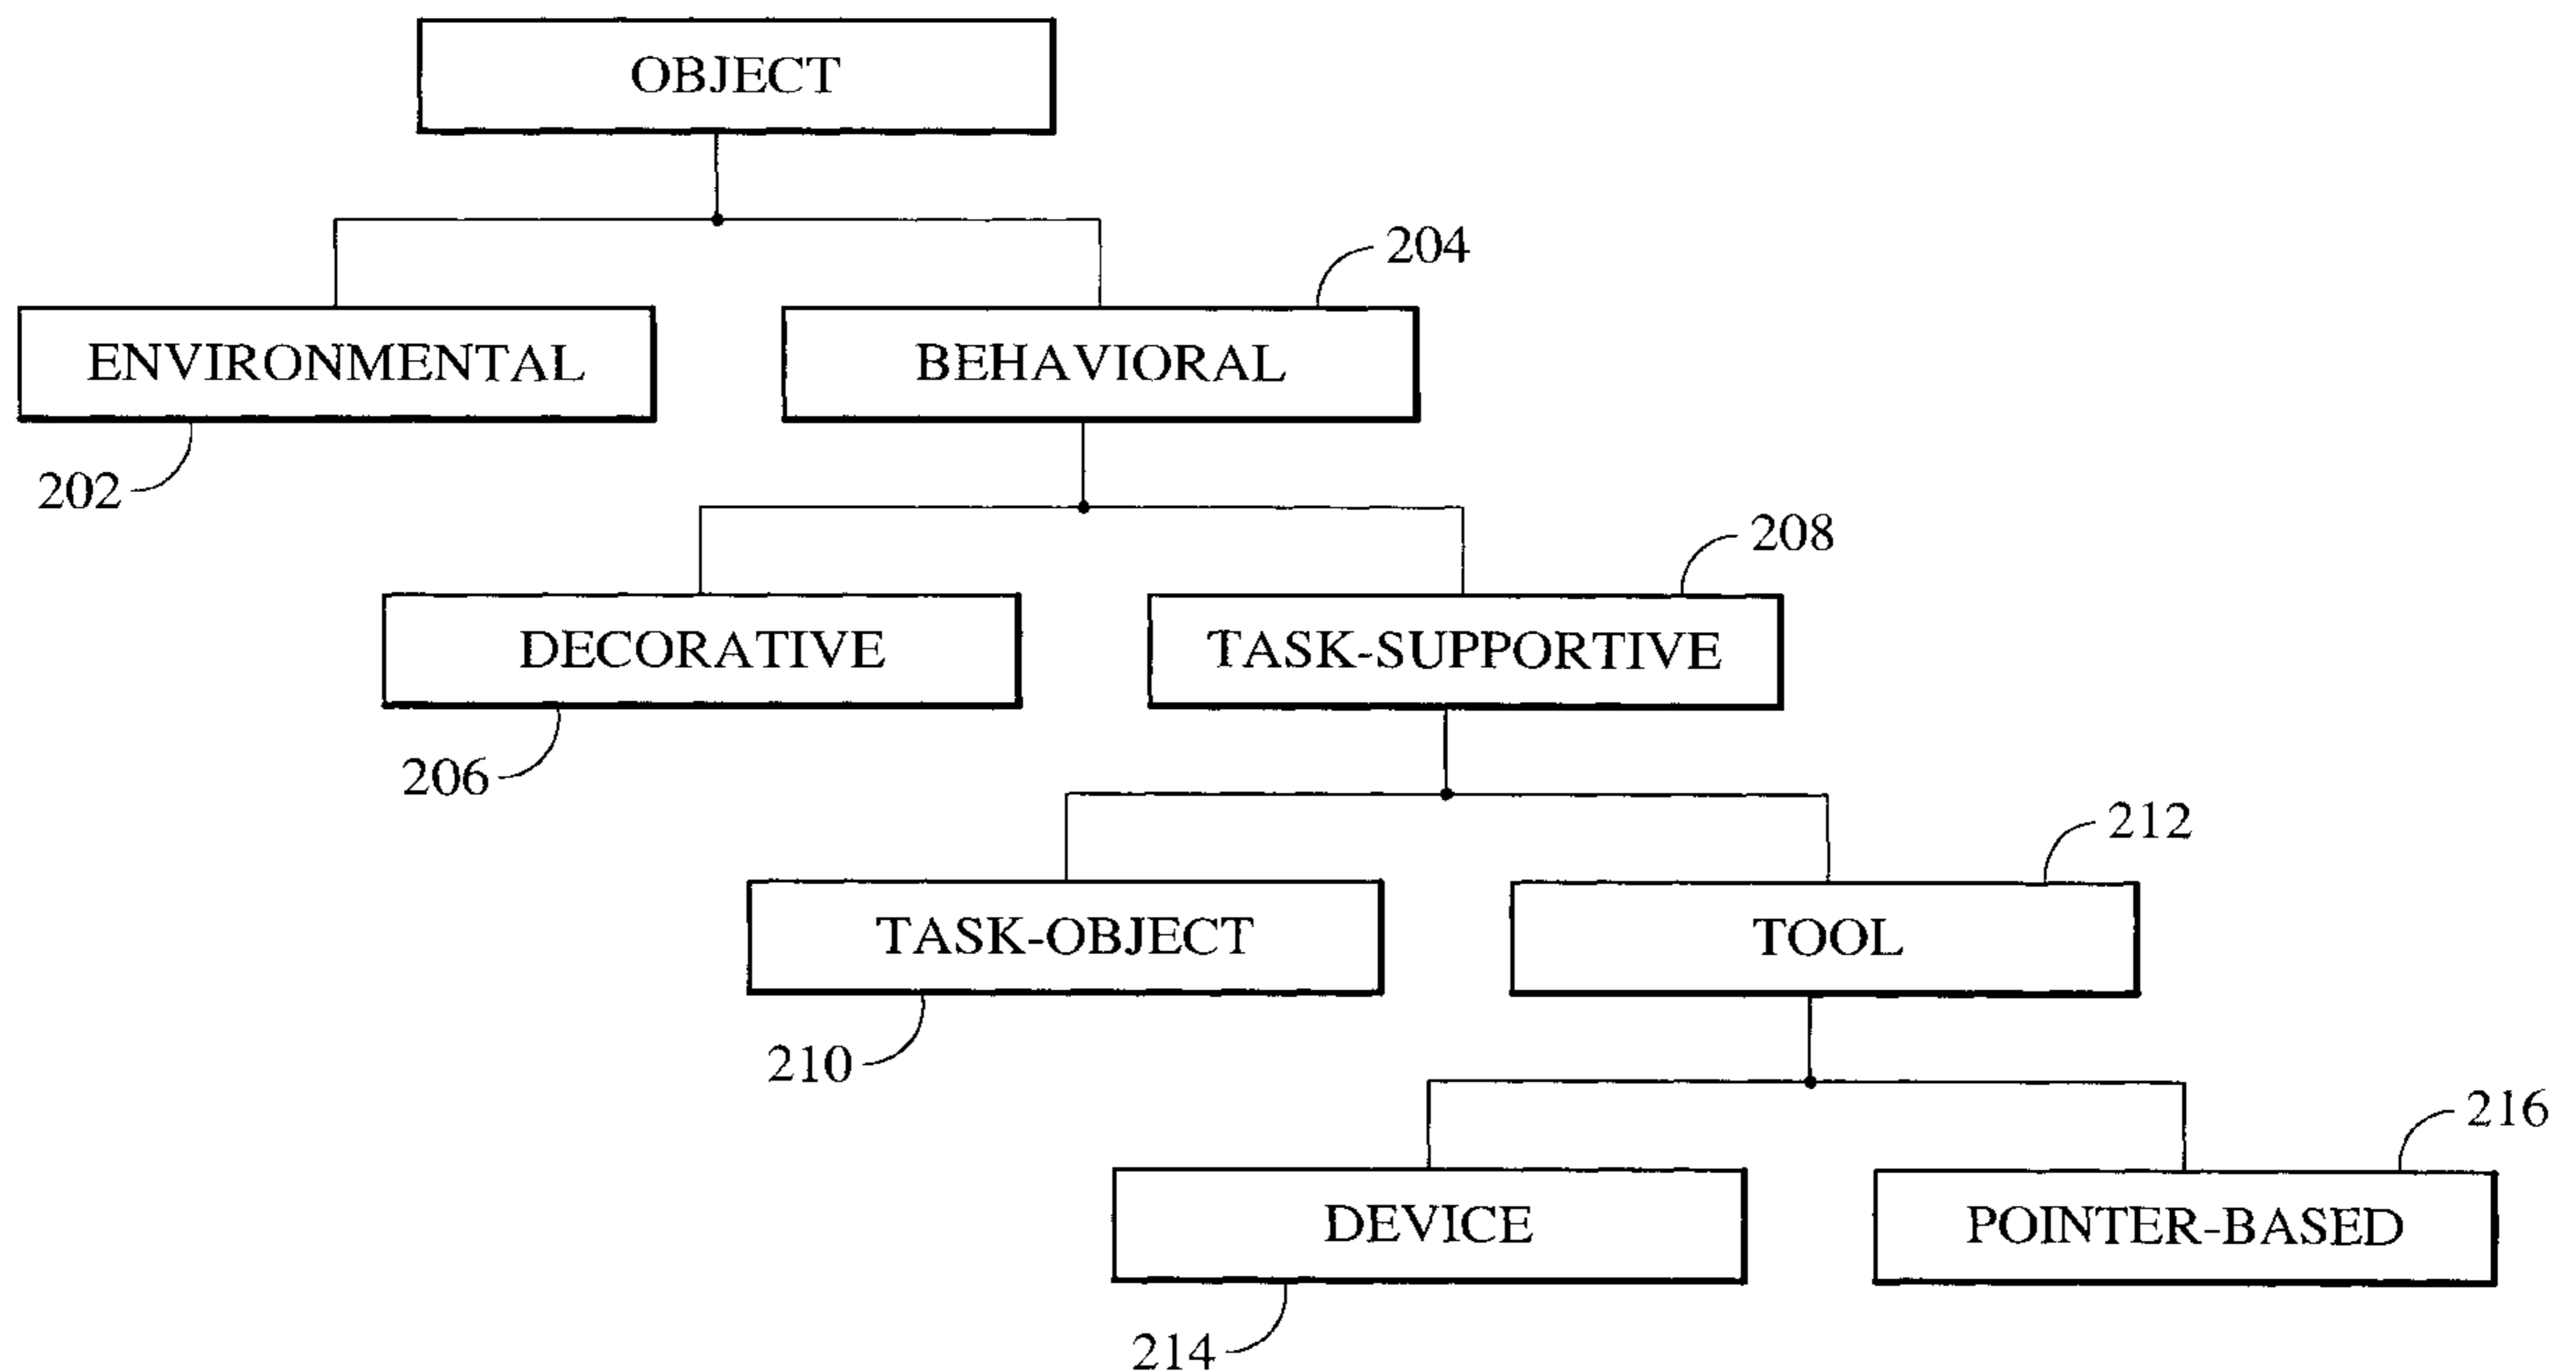 OBJECT
204
ENVIRONMENTAL
BEHAVIORAL
202
208
DECORATIVE
TASK-SUPPORTIVE
206
212
TASK-OBJECT
TOOL
210
216
DEVICE
POINTER-BASED
214